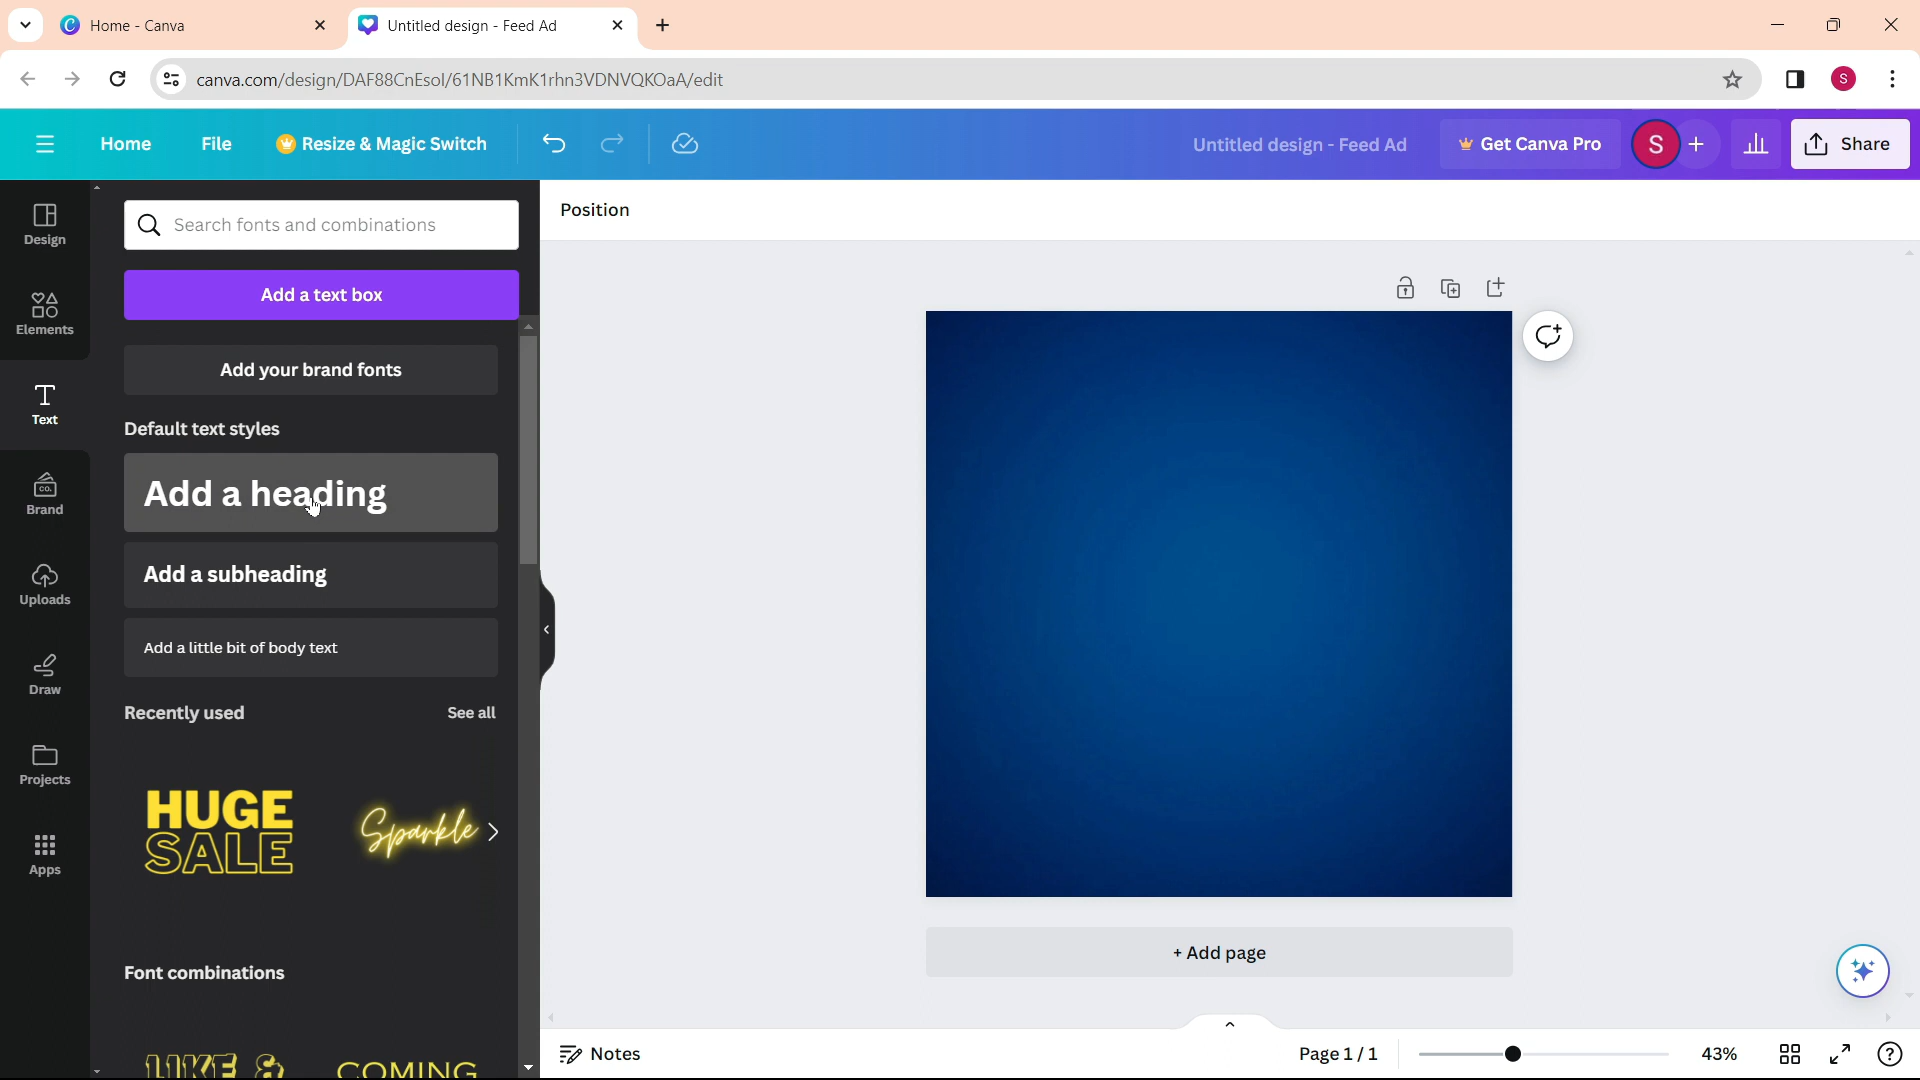 Home - Canva
Untitled design - Feed Ad
canva.com/design/DAF88CnEsol/61NB1KmK1rhn3VDNVQKOaA/edit
S
Home
File
Resize & Magic Switch
Untitled design - Feed Ad
Get Canva Pro
S
Share
Design
Elements
Text
Brand
CO.
Uploads
Draw
Projects
Apps
Search fonts and combinations
Add a text box
Add your brand fonts
Default text styles
Add a heading
Add a subheading
Add a little bit of body text
Recently used
See all
HUGE
SALE
Sparkle
Font combinations
LIKE &
COMING
Position
+ Add page
Notes
Page 1 / 1
43%